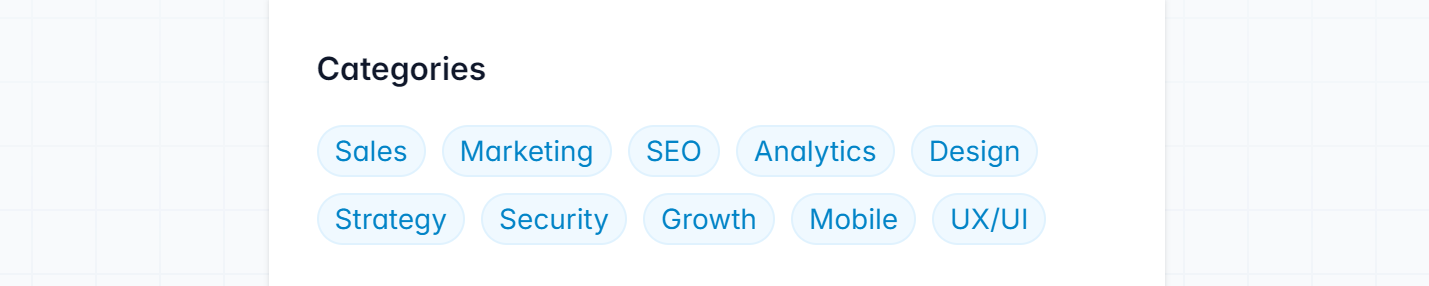 Categories
Sales Marketing SEO Analytics Design
Strategy Security Growth Mobile UX/UI